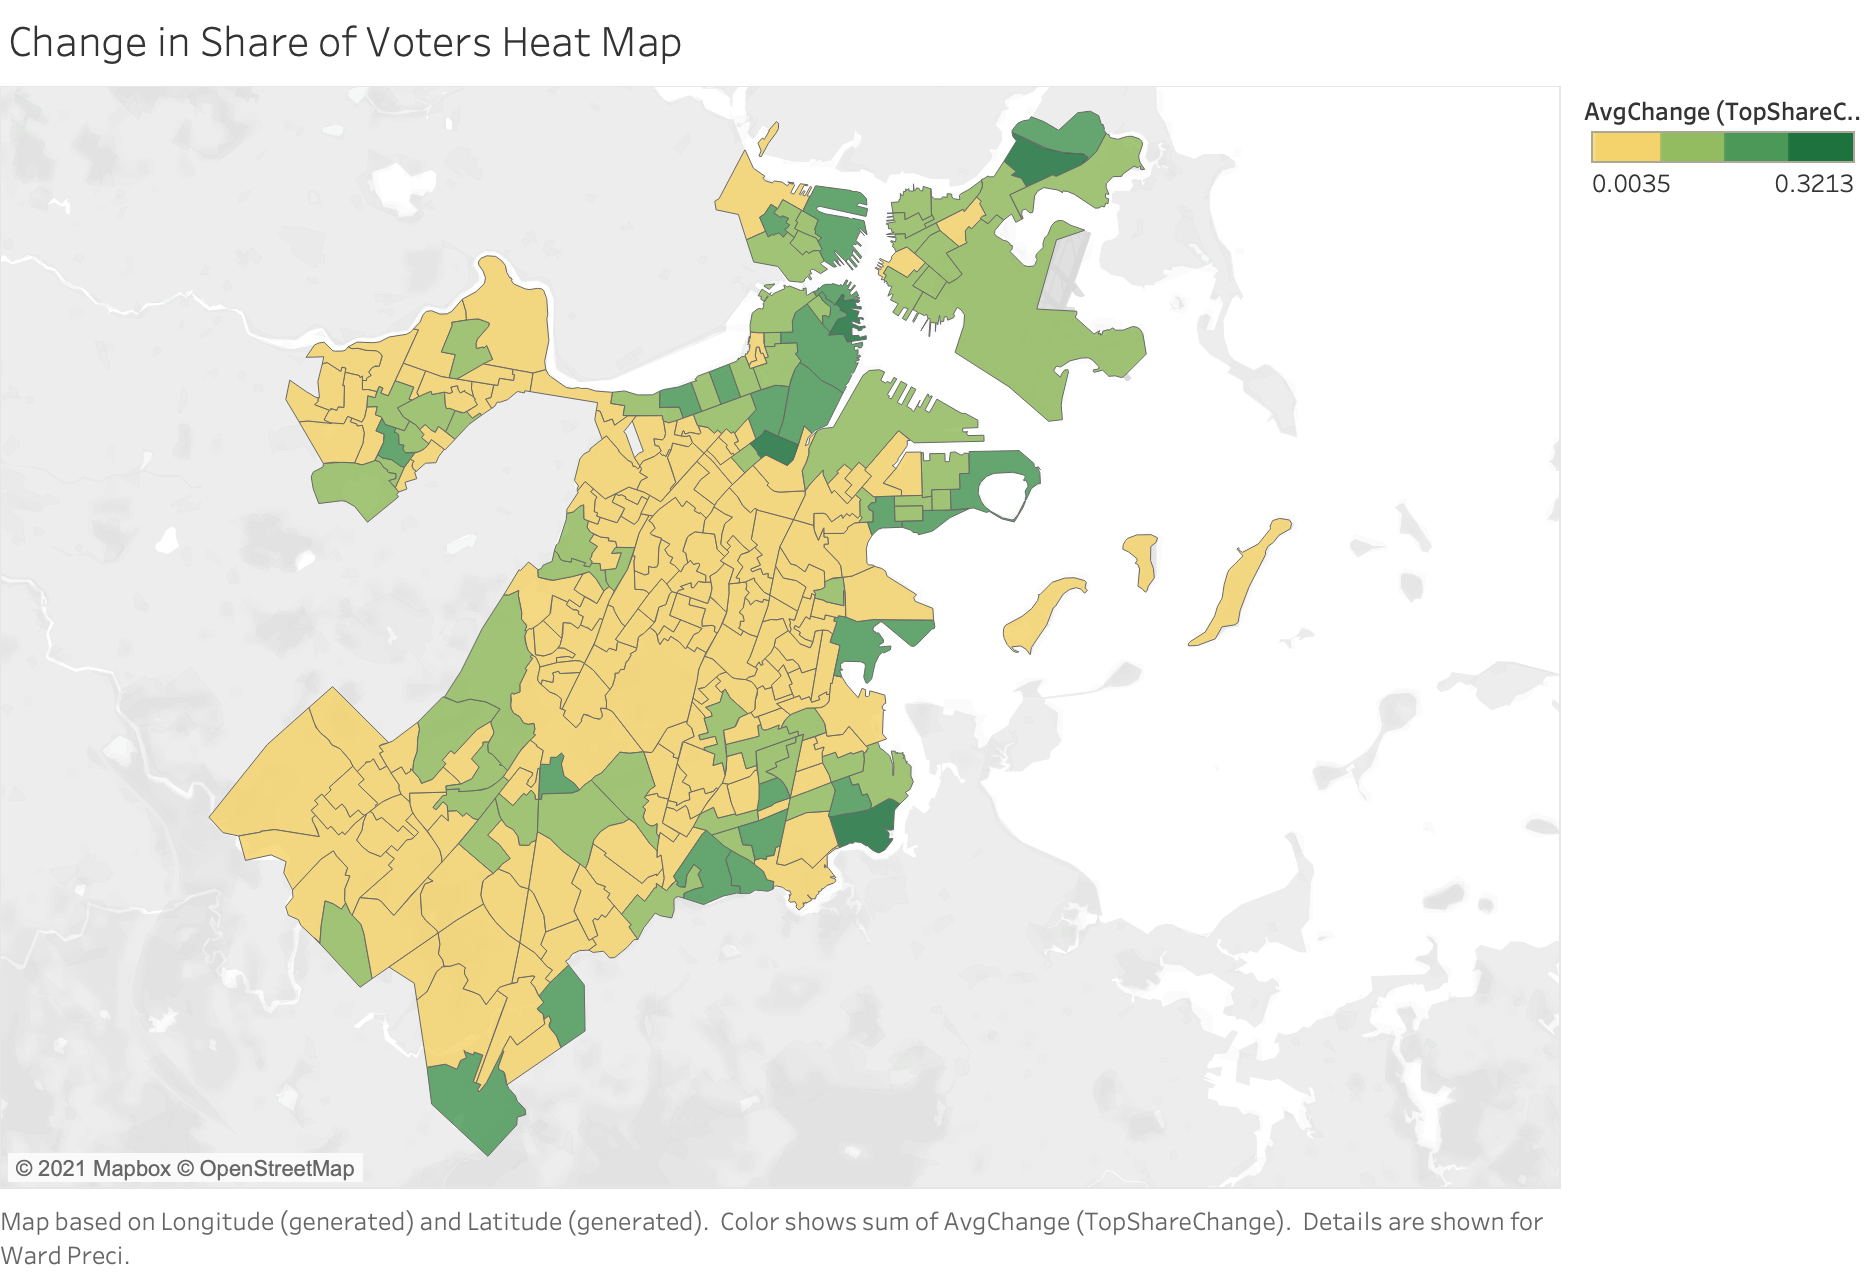 Change in Share of Voters Heat Map
AvgChange (TopShareC..
0.0035 0.3213
© 2021 Mapbox © OpenStreetMap
Map based on Longitude (generated) and Latitude (generated). Color shows sum of AvgChange (TopShareChange). Details are shown for
Ward Preci.